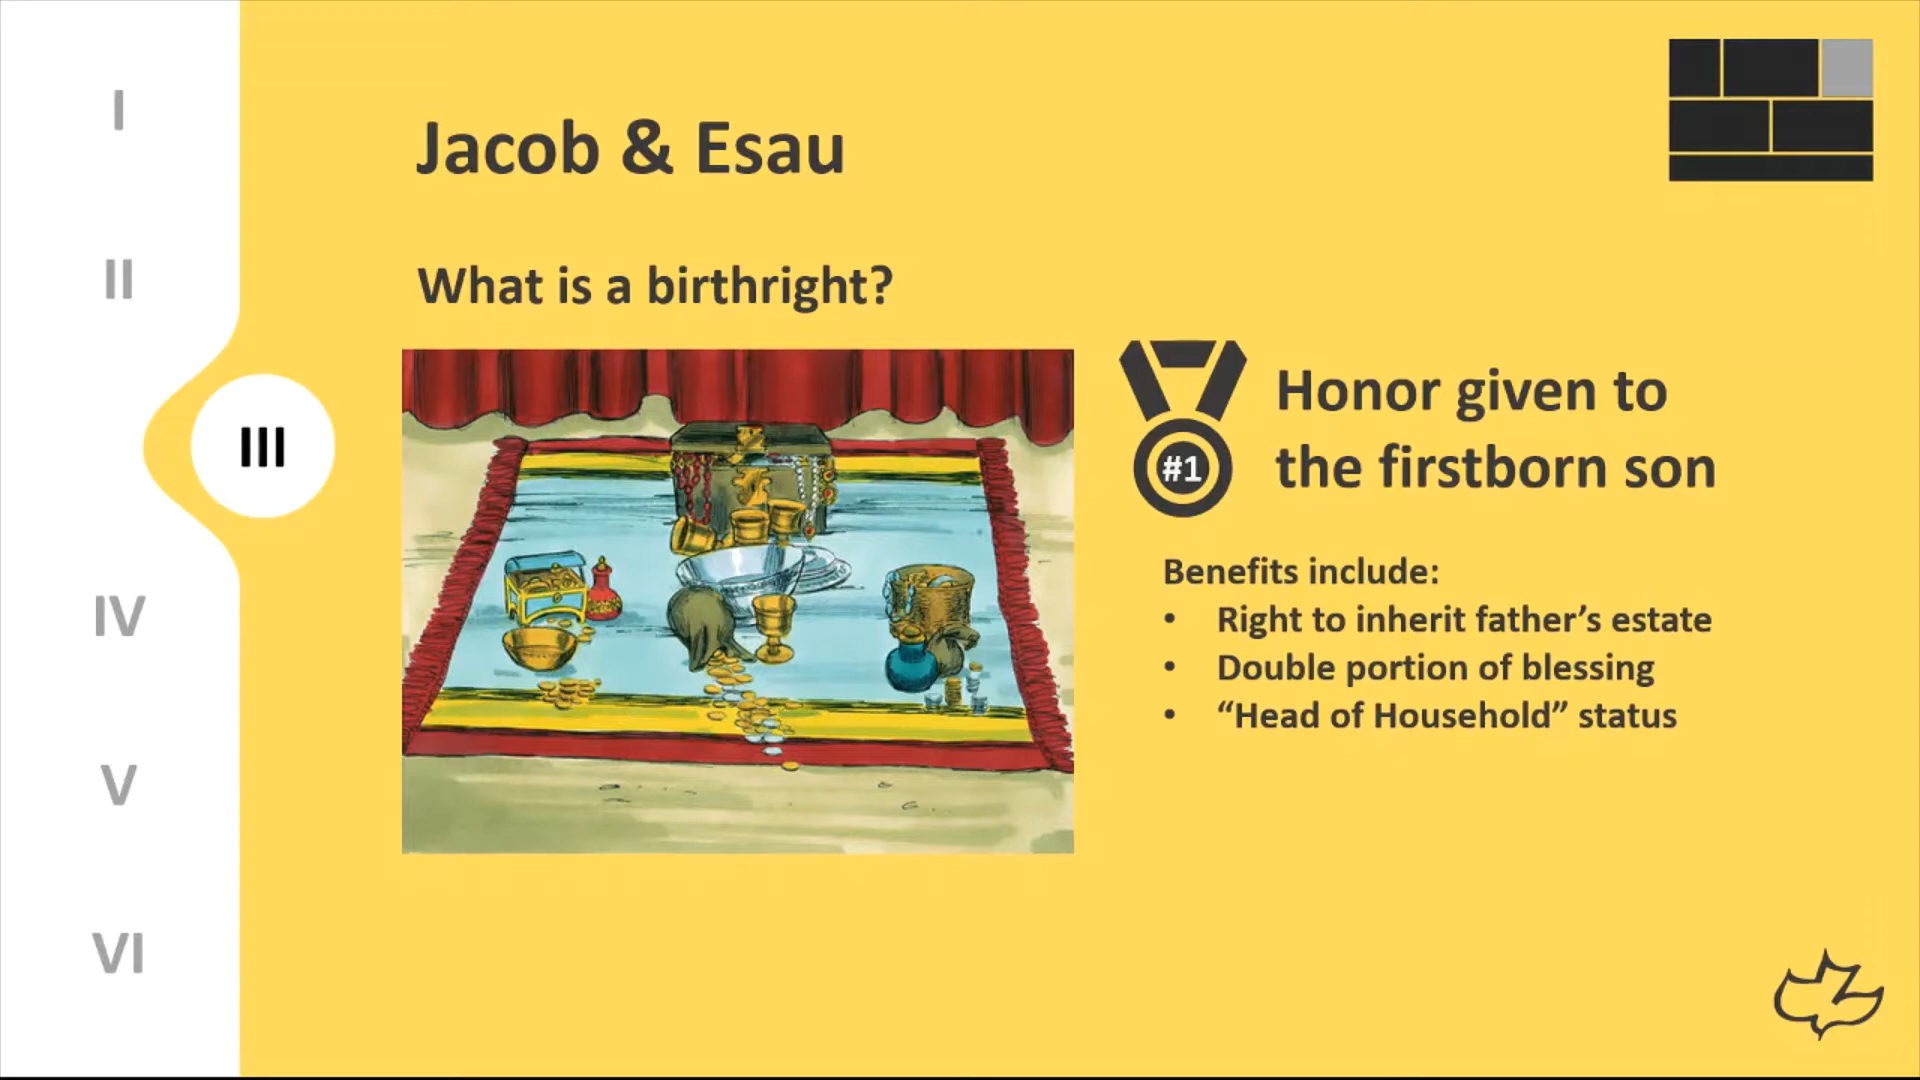 I
II
III
IV
V
VI
Jacob & Esau
What is a birthright?
#1
Honor given to
the firstborn son
Benefits include:
• Right to inherit father’s estate
• Double portion of blessing
• “Head of Household” status